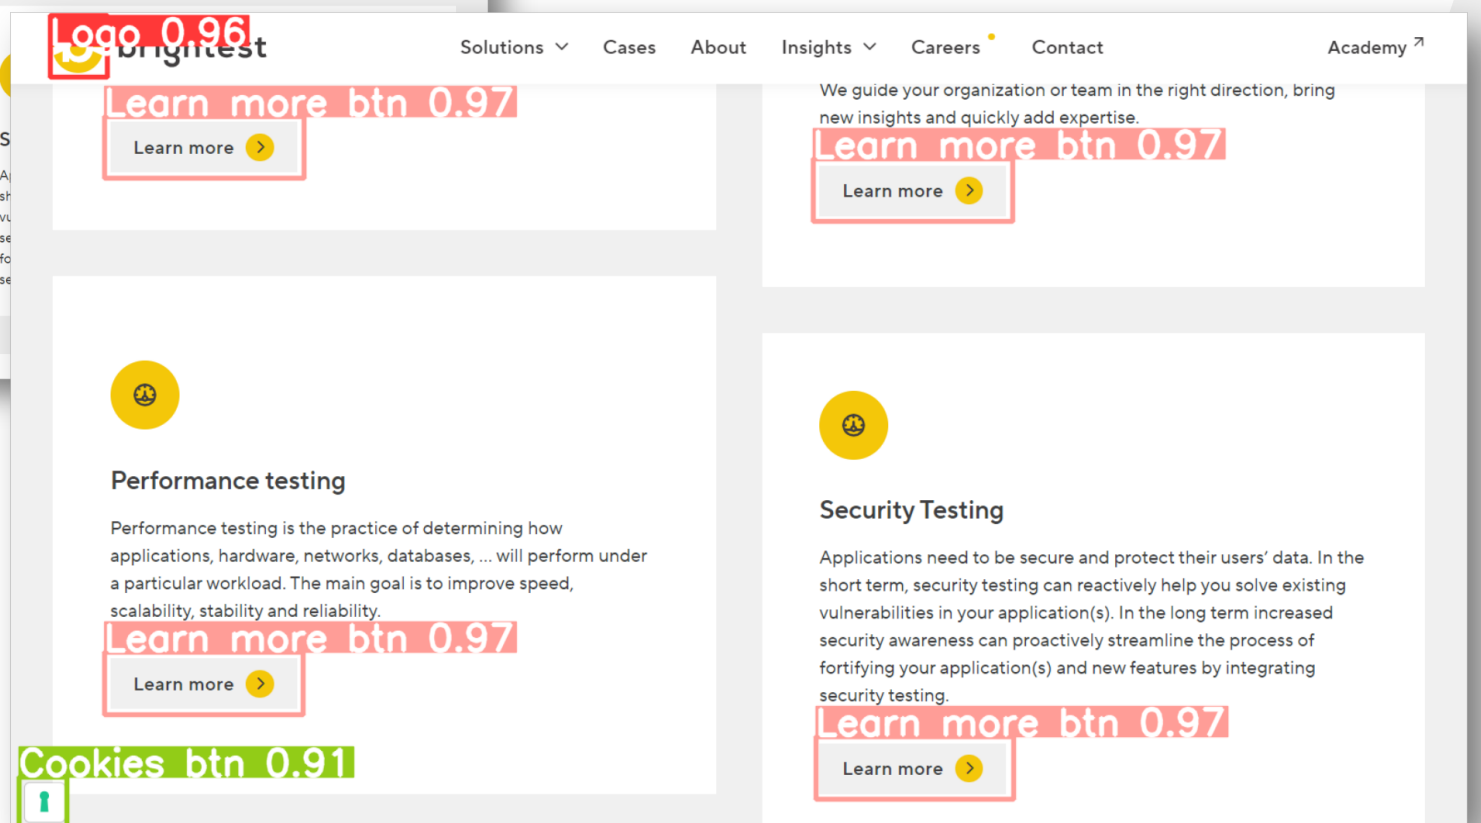 Logo 0.96
brightest
Solutions
Cases
About
Insights
Careers
Contact
Academy
Learn more btn 0.97
Learn more
We guide your organization or team in the right direction, bring
new insights and quickly add expertise.
Learn more btn 0.97
Learn more
Performance testing
Performance testing is the practice of determining how
applications, hardware, networks, databases, ... will perform under
a particular workload. The main goal is to improve speed,
scalability, stability and reliability.
Learn more btn 0.97
Learn more
Security Testing
Applications need to be secure and protect their users’ data. In the
short term, security testing can reactively help you solve existing
vulnerabilities in your application(s). In the long term increased
security awareness can proactively streamline the process of
fortifying your application(s) and new features by integrating
security testing.
Learn more btn 0.97
Learn more
Cookies btn 0.91